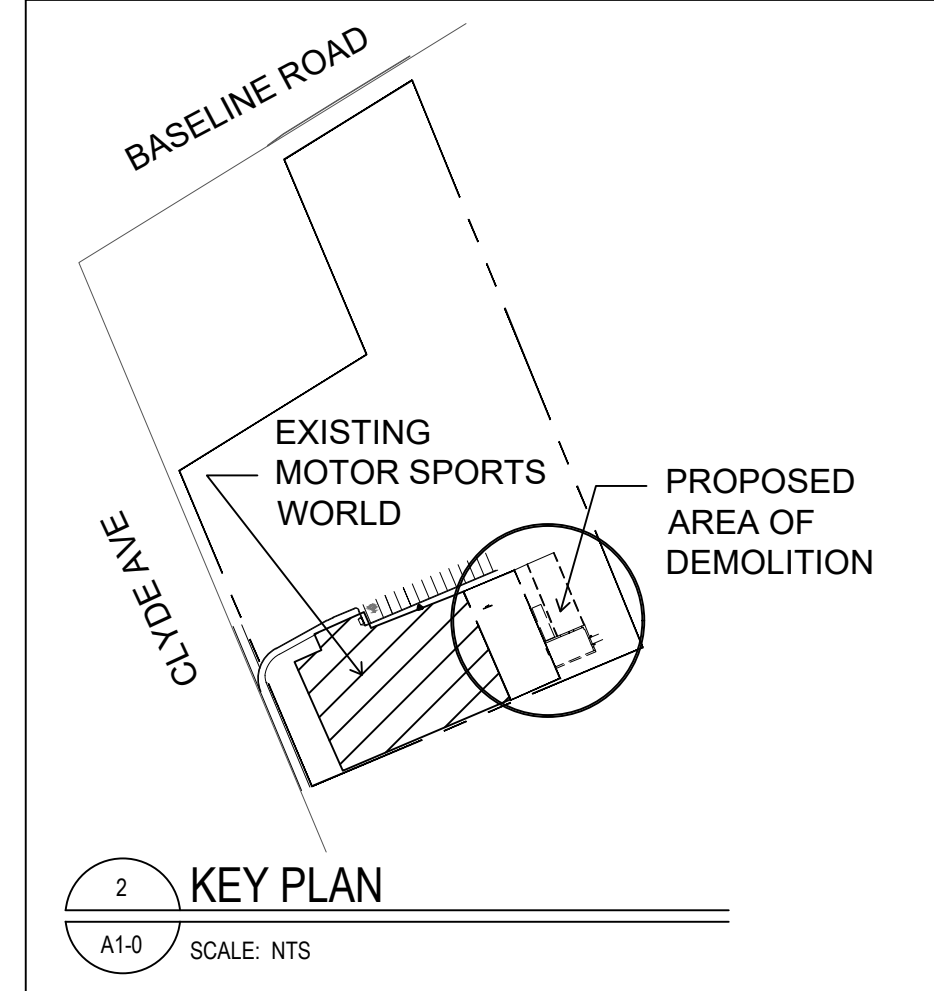 BASELINE ROAD
EXISTING
MOTOR SPORTS
WORLD
PROPOSED
AREA OF
DEMOLITION
CLYDE AVE
2
KEY PLAN
A1-0
SCALE: NTS